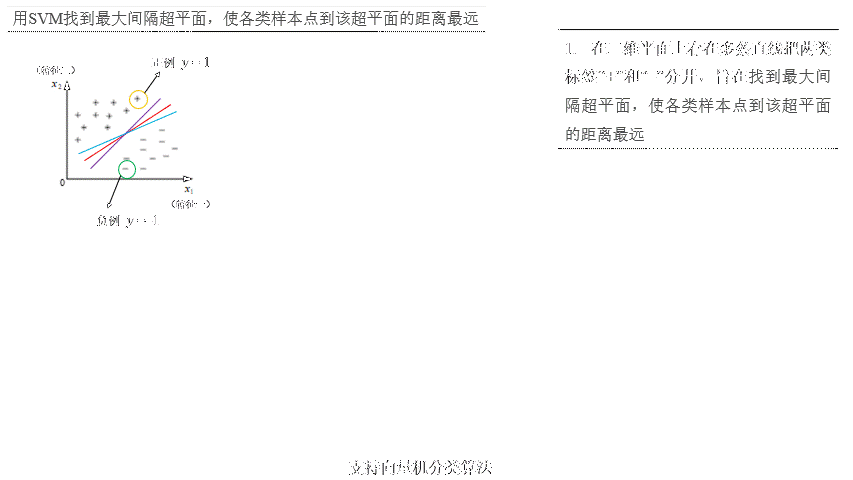 用SVM找到最大间隔超平面，使各类样本点到该超平面的距离最远
1. 在二维平面上存在多条直线把两类
标签"+"和"-"分开，旨在找到最大间
隔超平面，使各类样本点到该超平面
的距离最远
(特征二)
正例 y=+1
x2
0
x1
(特征一)
负例 y=-1
支持向量机分类算法